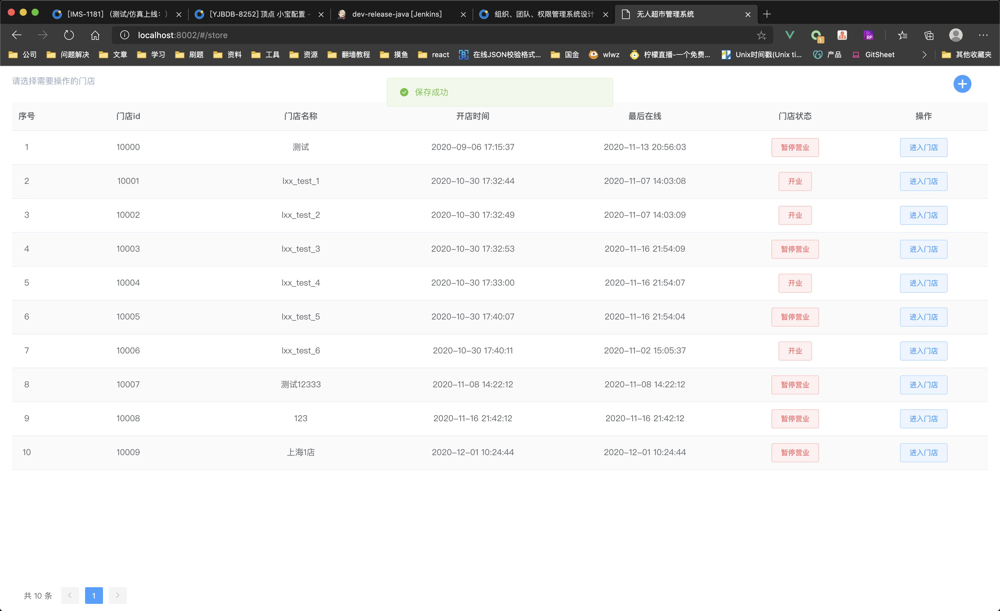 [IMS-1181] （测试/仿真上线：） [YJBDB-8252] 顶点 小宝配置 - dev-release-java [Jenkins] 组织、团队、权限管理系统设计 无人超市管理系统
localhost:8002/#/store 1 RP
公司 问题解决 文章 学习 刷题 资料 工具 资源 翻墙教程 摸鱼 react 在线JSON校验格式... 国金 wlwz 柠檬直播-一个免费... Unix时间戳(Unix ti... 产品 GitSheet 其他收藏夹
请选择需要操作的门店
保存成功
序号 门店id 门店名称 开店时间 最后在线 门店状态 操作
1 10000 测试 2020-09-06 17:15:37 2020-11-13 20:56:03 暂停营业 进入门店
2 10001 lxx_test_1 2020-10-30 17:32:44 2020-11-07 14:03:08 开业 进入门店
3 10002 lxx_test_2 2020-10-30 17:32:49 2020-11-07 14:03:09 开业 进入门店
4 10003 lxx_test_3 2020-10-30 17:32:53 2020-11-16 21:54:09 暂停营业 进入门店
5 10004 lxx_test_4 2020-10-30 17:33:00 2020-11-16 21:54:07 开业 进入门店
6 10005 lxx_test_5 2020-10-30 17:40:07 2020-11-16 21:54:04 暂停营业 进入门店
7 10006 lxx_test_6 2020-10-30 17:40:11 2020-11-02 15:05:37 开业 进入门店
8 10007 测试12333 2020-11-08 14:22:12 2020-11-08 14:22:12 暂停营业 进入门店
9 10008 123 2020-11-16 21:42:12 2020-11-16 21:42:12 暂停营业 进入门店
10 10009 上海1店 2020-12-01 10:24:44 2020-12-01 10:24:44 暂停营业 进入门店
共 10 条 1